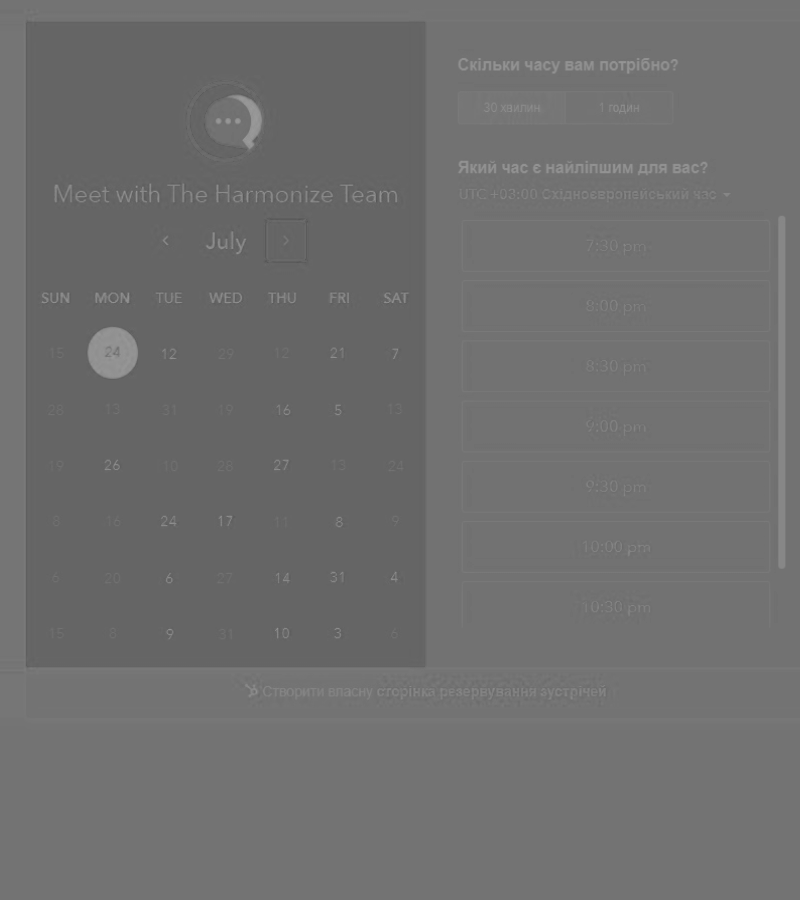 Meet with The Harmonize Team
July
SUN MON TUE WED THU FRI SAT
15 24 12 29 12 21 7
28 13 31 19 16 5 13
19 26 10 28 27 13 24
8 16 24 17 11 8 9
6 20 6 27 14 31 4
15 8 9 31 10 3 6
Скільки часу вам потрібно?
30 хвилин 1 годин
Який час є найліпшим для вас?
UTC +03:00 Східноєвропейський час
7:30 pm
8:00 pm
8:30 pm
9:00 pm
9:30 pm
10:00 pm
10:30 pm
Створити власну сторінка резервування зустрічей